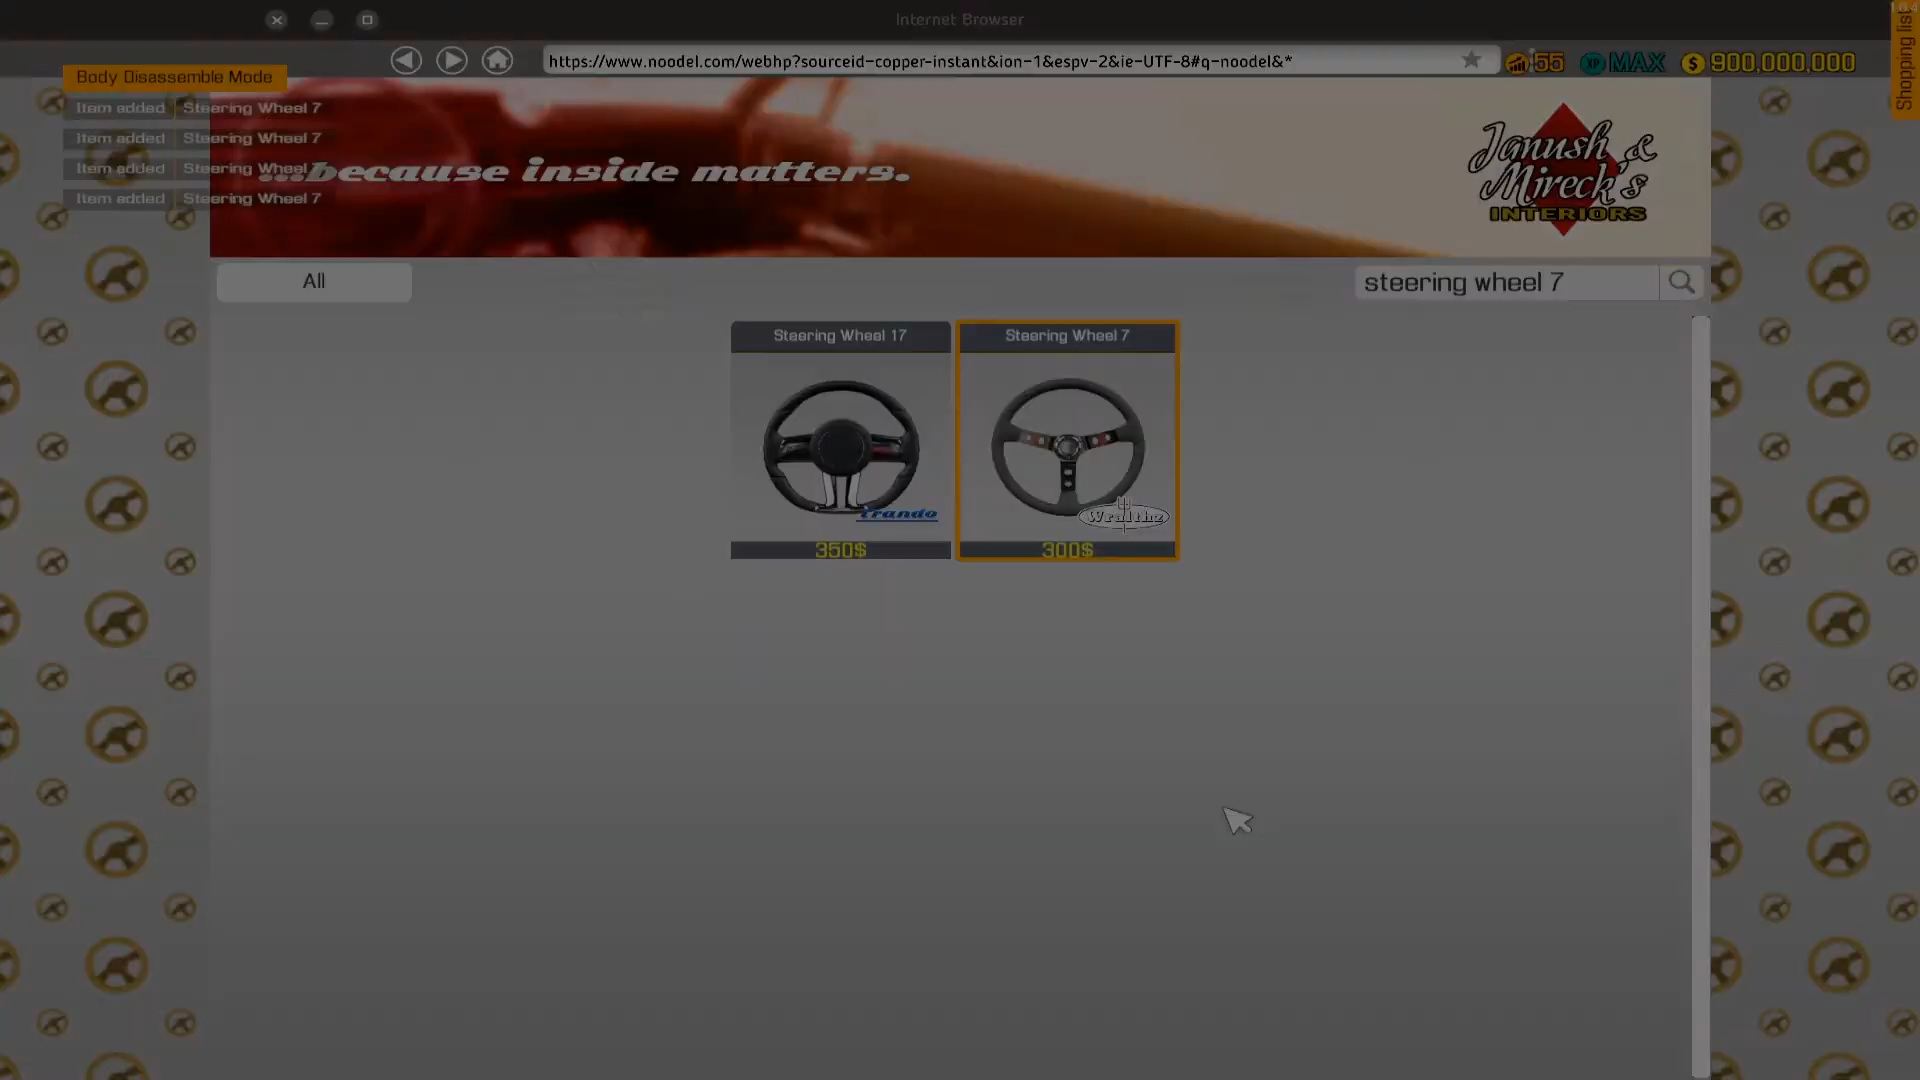 Internet Browser
https://www.noodel.com/webhp?sourceid-copper-instant&ion-1&espv-2&ie-UTF-8#q-noodel&*
55
XP MAX
$ 900,000,000
Shopping list
Body Disassemble Mode
Item added Steering Wheel 7
Item added Steering Wheel 7
Item added Steering Wheel
Item added Steering Wheel 7
...because inside matters.
Janush &
Mireck's
INTERIORS
All
steering wheel 7
Steering Wheel 17
Steering Wheel 7
Trando
Wralthz
350$
300$